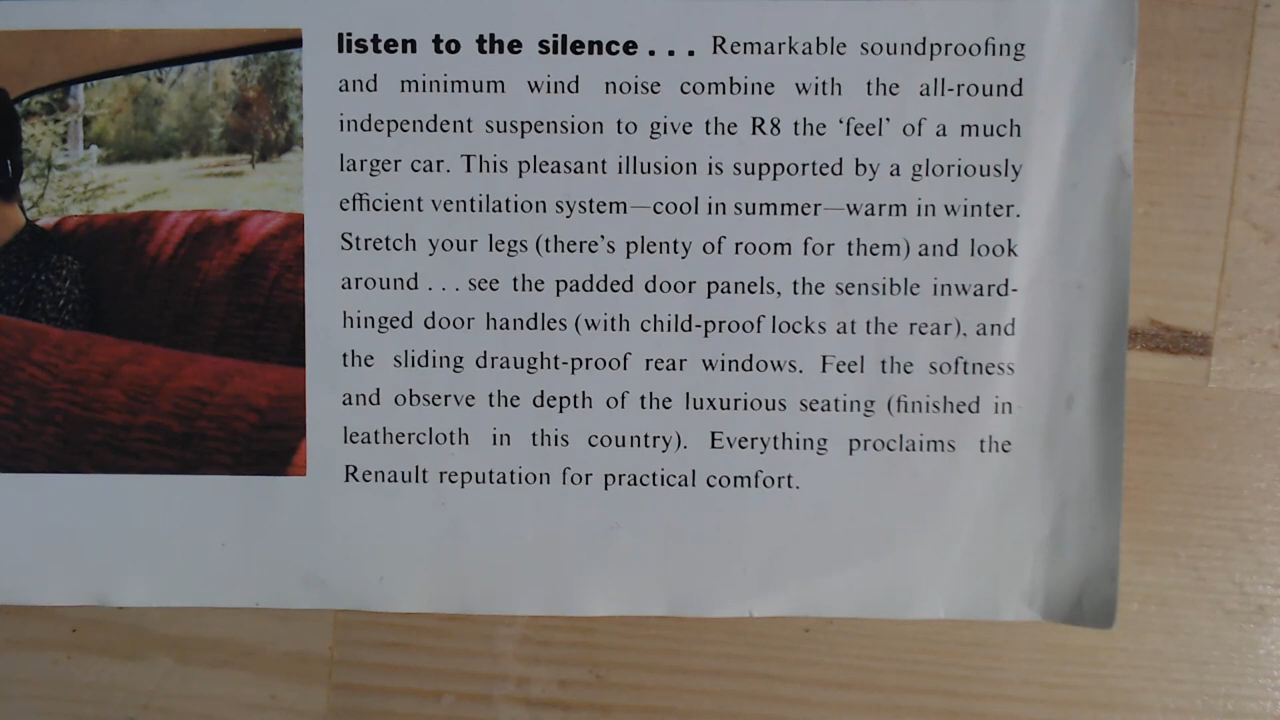 listen to the silence . . . Remarkable soundproofing
and minimum wind noise combine with the all-round
independent suspension to give the R8 the ‘feel’ of a much
larger car. This pleasant illusion is supported by a gloriously
efficient ventilation system—cool in summer—warm in winter.
Stretch your legs (there’s plenty of room for them) and look
around . . . see the padded door panels, the sensible inward-
hinged door handles (with child-proof locks at the rear), and
the sliding draught-proof rear windows. Feel the softness
and observe the depth of the luxurious seating (finished in
leathercloth in this country). Everything proclaims the
Renault reputation for practical comfort.